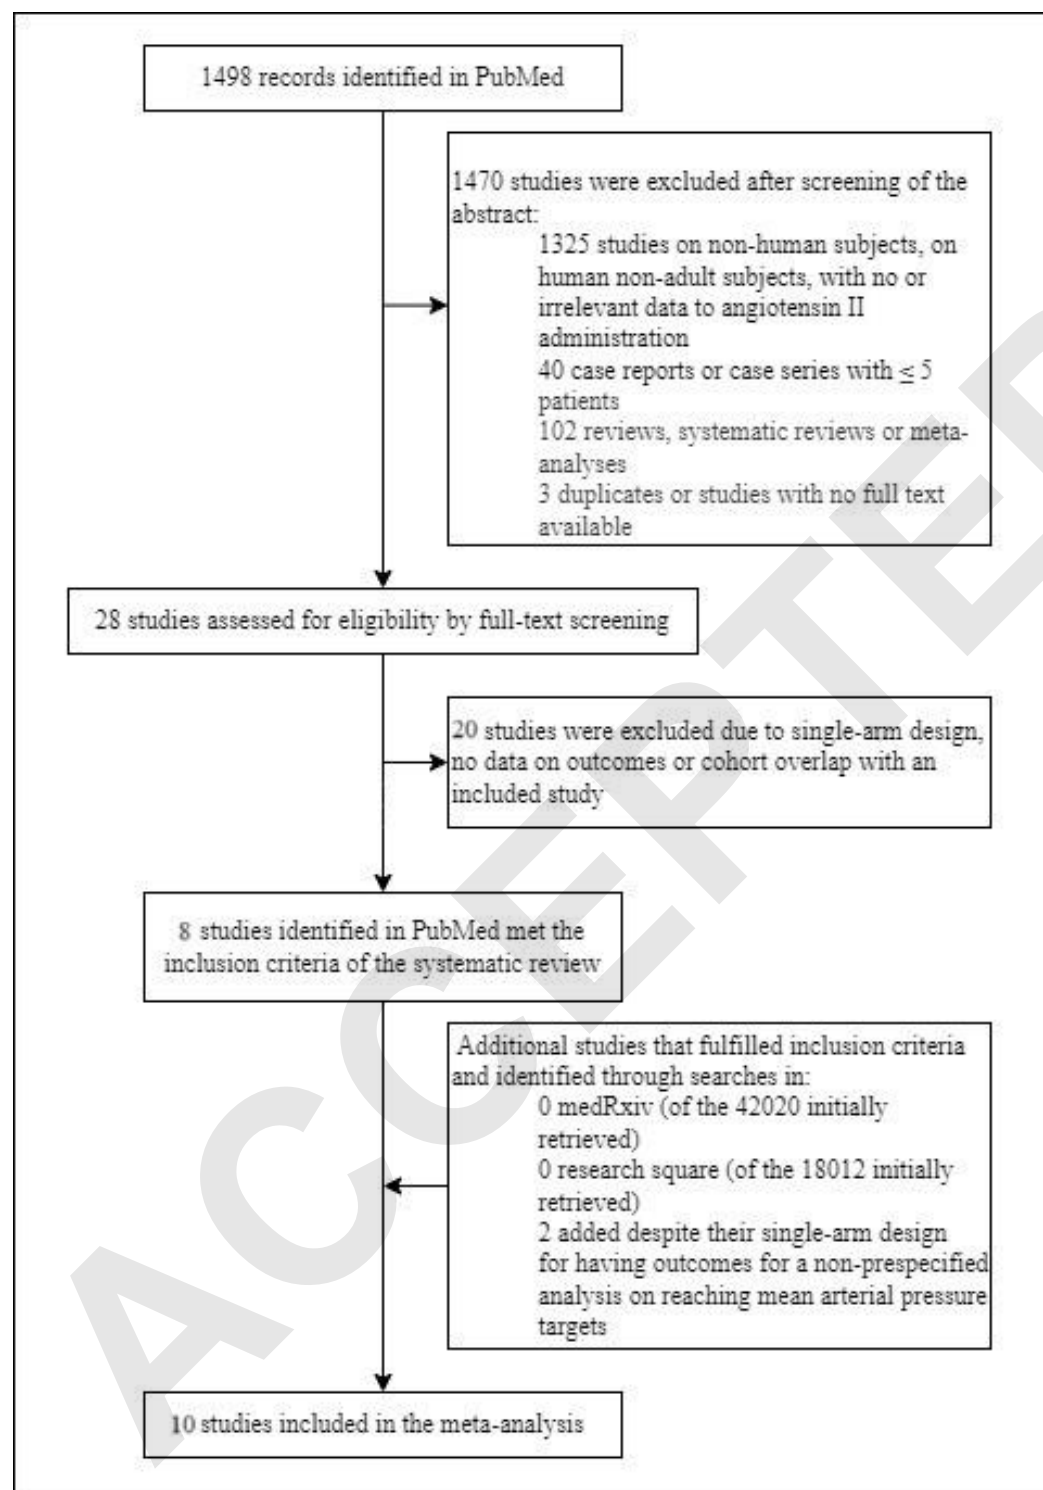 1498 records identified in PubMed
1470 studies were excluded after screening of the
abstract:
1325 studies on non-human subjects, on
human non-adult subjects, with no or
irrelevant data to angiotensin II
administration
40 case reports or case series with ≤ 5
patients
102 reviews, systematic reviews or meta-
analyses
3 duplicates or studies with no full text
available
28 studies assessed for eligibility by full-text screening
20 studies were excluded due to single-arm design,
no data on outcomes or cohort overlap with an
included study
8 studies identified in PubMed met the
inclusion criteria of the systematic review
Additional studies that fulfilled inclusion criteria
and identified through searches in:
0 medRxiv (of the 42020 initially
retrieved)
0 research square (of the 18012 initially
retrieved)
2 added despite their single-arm design
for having outcomes for a non-prespecified
analysis on reaching mean arterial pressure
targets
10 studies included in the meta-analysis
ACCEPTED